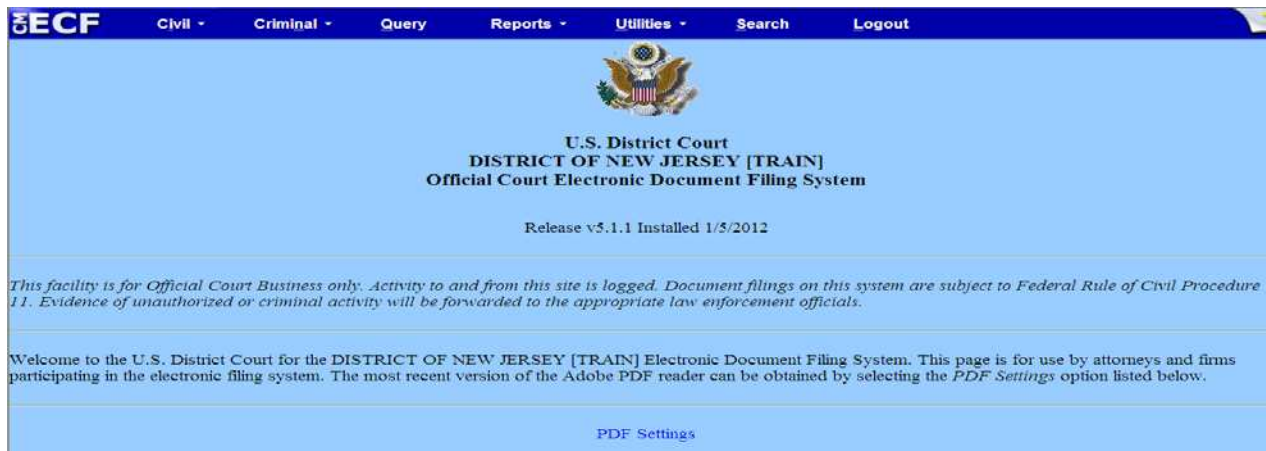 CM ECF Civil Criminal Query Reports Utilities Search Logout
U.S. District Court
DISTRICT OF NEW JERSEY [TRAIN]
Official Court Electronic Document Filing System
Release v5.1.1 Installed 1/5/2012
This facility is for Official Court Business only. Activity to and from this site is logged. Document filings on this system are subject to Federal Rule of Civil Procedure
11. Evidence of unauthorized or criminal activity will be forwarded to the appropriate law enforcement officials.
Welcome to the U.S. District Court for the DISTRICT OF NEW JERSEY [TRAIN] Electronic Document Filing System. This page is for use by attorneys and firms
participating in the electronic filing system. The most recent version of the Adobe PDF reader can be obtained by selecting the PDF Settings option listed below.
PDF Settings